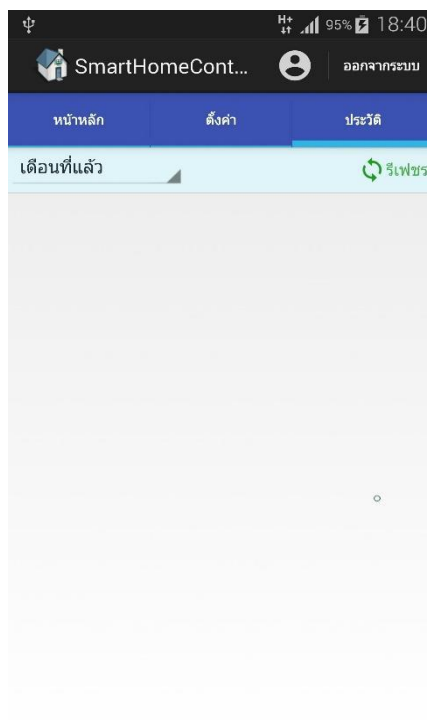 H+ 95% 18:40
SmartHomeCont... ออกจากระบบ
หน้าหลัก ตั้งค่า ประวัติ
เดือนที่แล้ว รีเฟชร